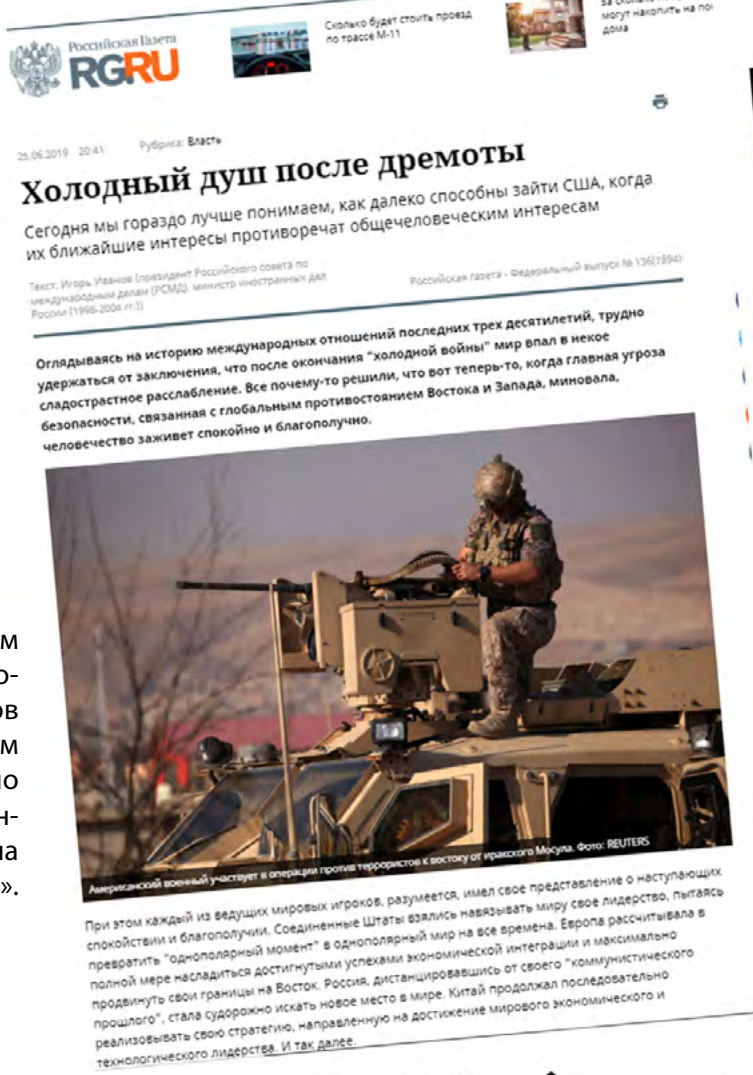 Российская Газета
RGRU
Сколько будет стоить проезд
по трассе М-11
могут накопить на
дома
25.06.2019 20:41 Рубрика: Власть
Холодный душ после дремоты
Сегодня мы гораздо лучше понимаем, как далеко способны зайти США, когда
их ближайшие интересы противоречат общечеловеческим интересам
Текст: Игорь Иванов (президент Российского совета по
международным делам (РСМД), министр иностранных дел
России (1998-2004 гг.))
Российская газета - Федеральный выпуск № 136(7894)
Оглядываясь на историю международных отношений последних трех десятилетий, трудно
удержаться от заключения, что после окончания "холодной войны" мир впал в некое
сладострастное расслабление. Все почему-то решили, что вот теперь-то, когда главная угроза
безопасности, связанная с глобальным противостоянием Востока и Запада, миновала,
человечество заживет спокойно и благополучно.
Американский военный участвует в операции против террористов к востоку от иракского Мосула. Фото: REUTERS
При этом каждый из ведущих мировых игроков, разумеется, имел свое представление о наступающих
спокойствии и благополучии. Соединенные Штаты взялись навязывать миру свое лидерство, пытаясь
превратить "однополярный момент" в однополярный мир на все времена. Европа рассчитывала в
полной мере насладиться достигнутыми успехами экономической интеграции и максимально
продвинуть свои границы на Восток. Россия, дистанцировавшись от своего "коммунистического
прошлого", стала судорожно искать новое место в мире. Китай продолжал последовательно
реализовывать свою стратегию, направленную на достижение мирового экономического и
технологического лидерства. И так далее.
м
о-
ов
ом
но
н-
на
».